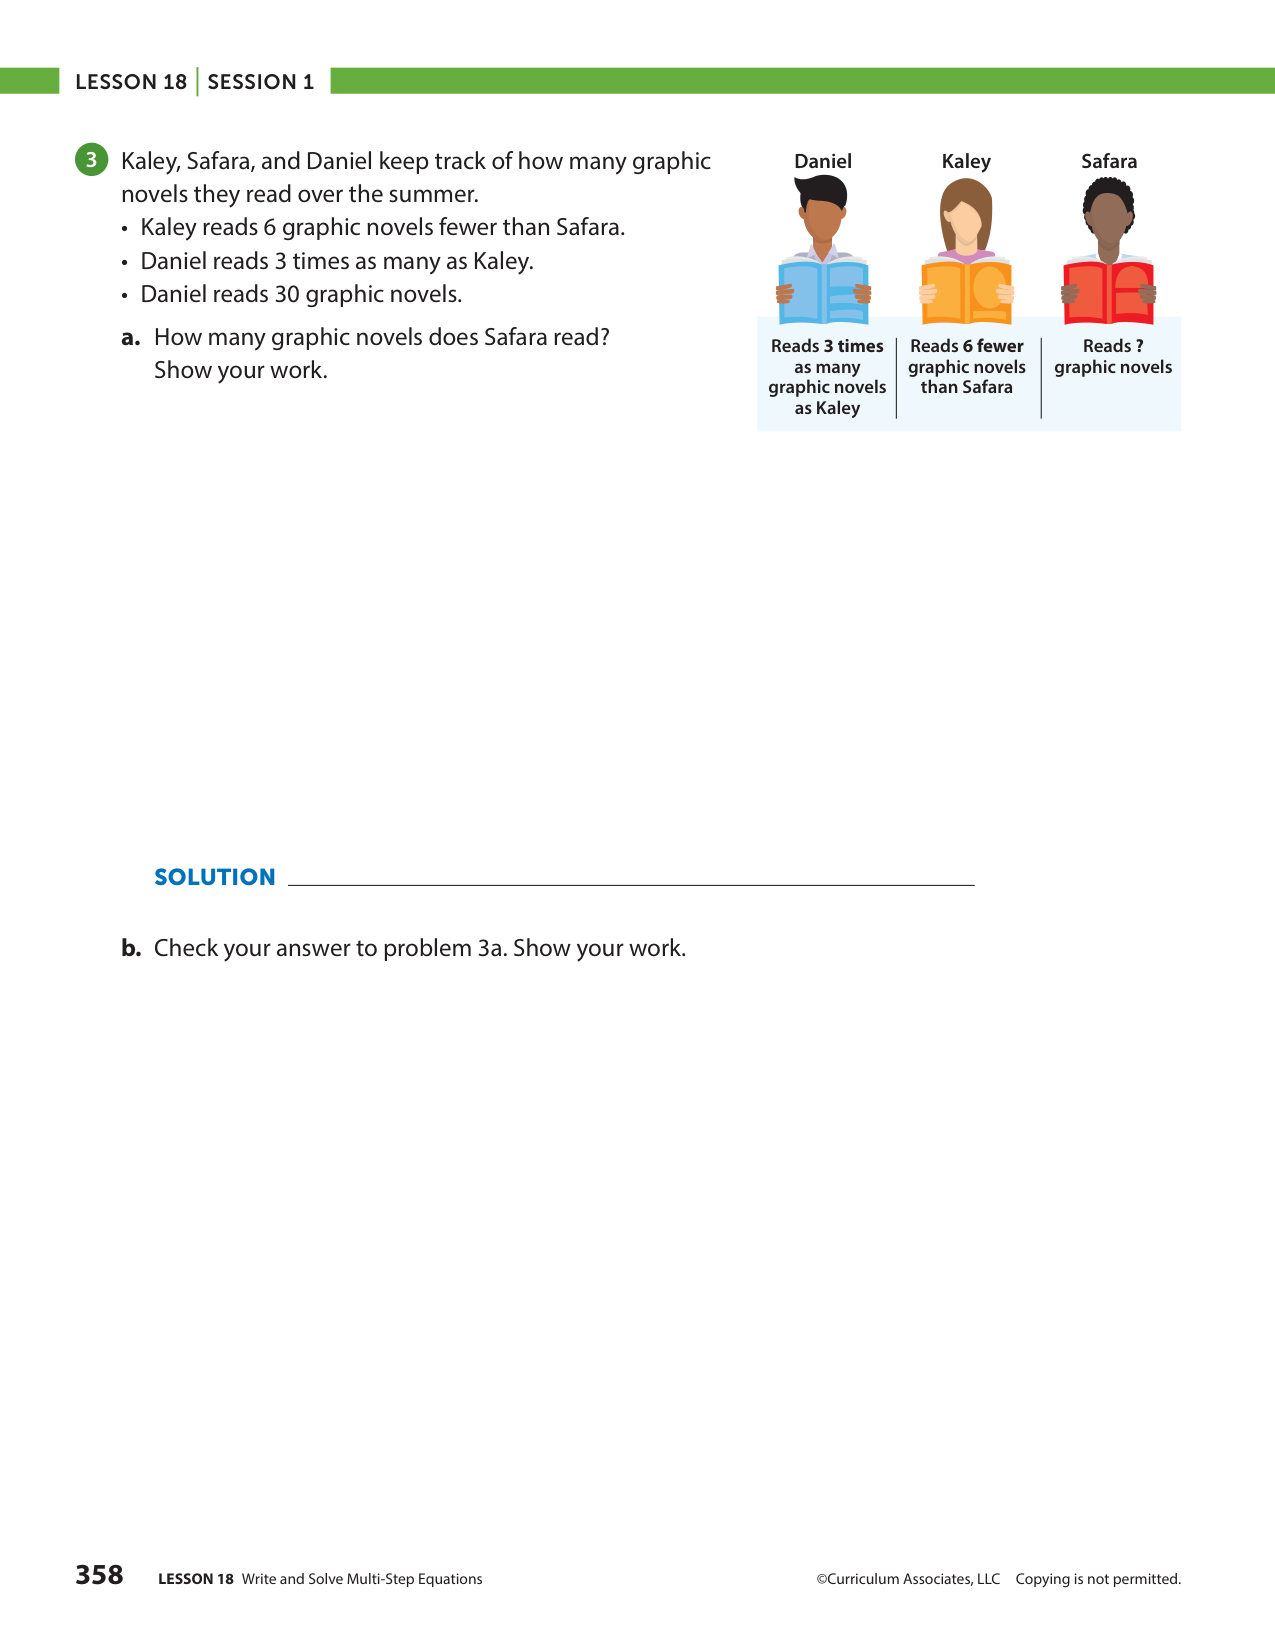 LESSON 18 | SESSION 1
3 Kaley, Safara, and Daniel keep track of how many graphic
novels they read over the summer.
• Kaley reads 6 graphic novels fewer than Safara.
• Daniel reads 3 times as many as Kaley.
• Daniel reads 30 graphic novels.
a. How many graphic novels does Safara read?
Show your work.
Daniel
Reads 3 times
as many
graphic novels
as Kaley
Kaley
Reads 6 fewer
graphic novels
than Safara
Safara
Reads ?
graphic novels
SOLUTION
b. Check your answer to problem 3a. Show your work.
358 LESSON 18 Write and Solve Multi-Step Equations
©Curriculum Associates, LLC Copying is not permitted.